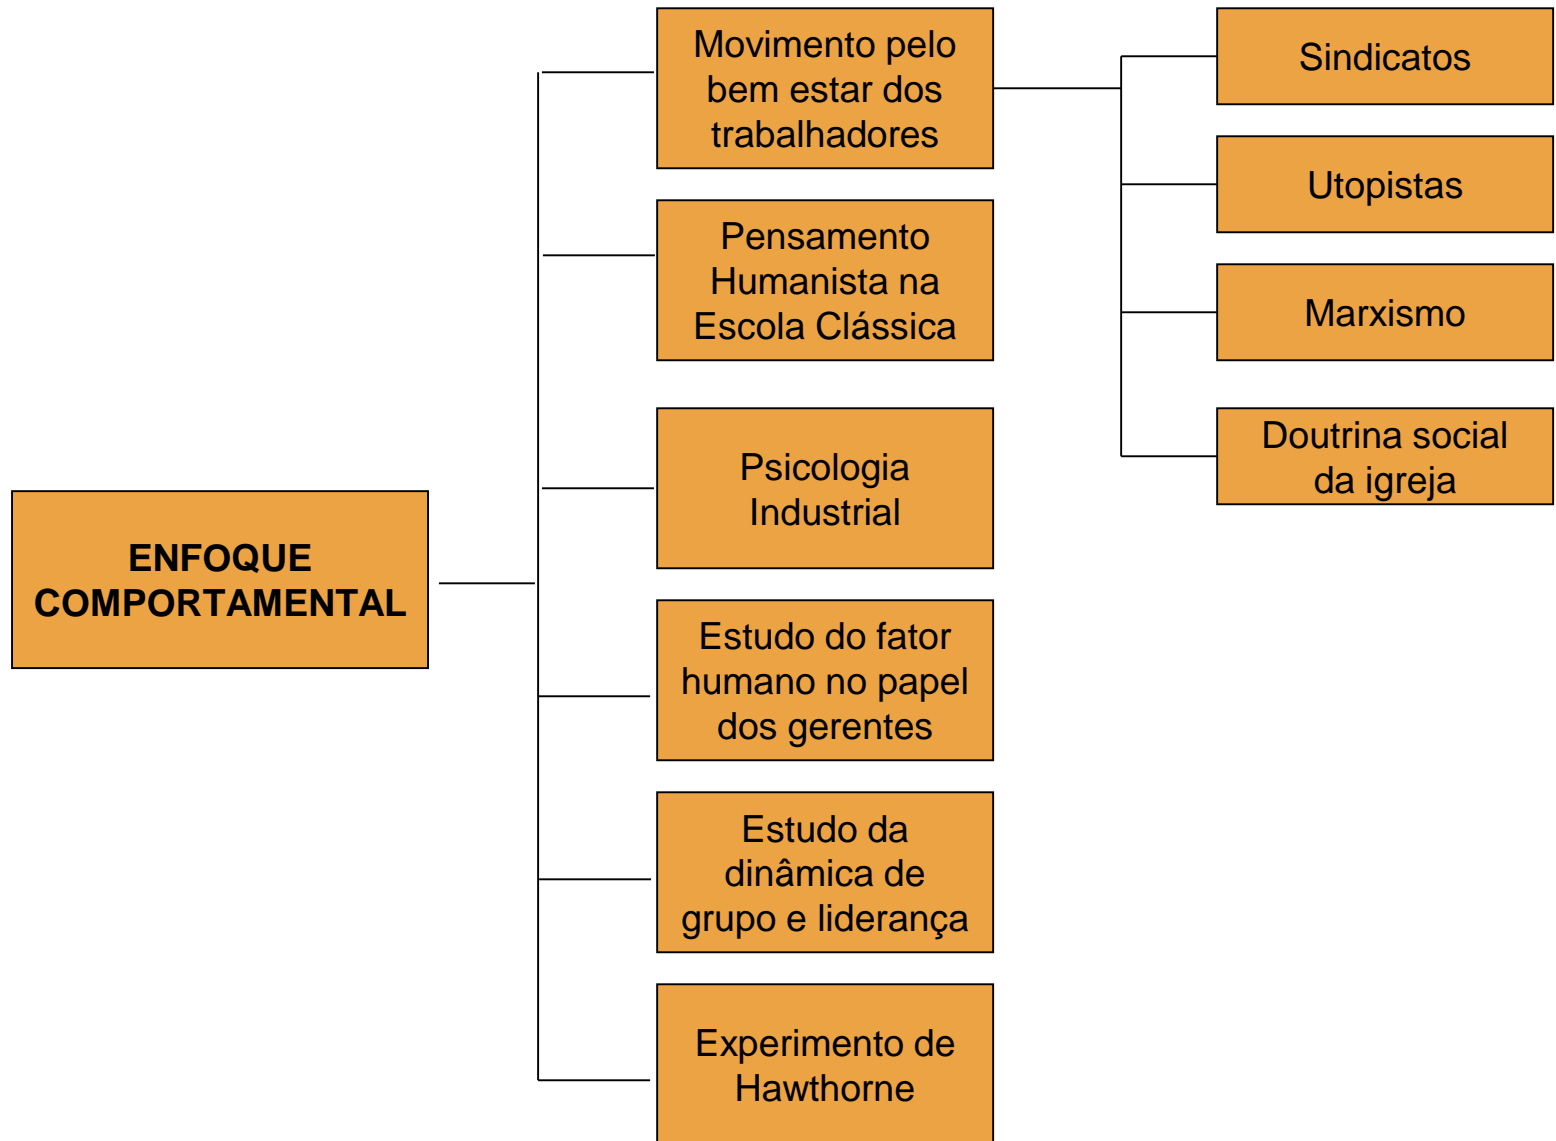 ENFOQUE
COMPORTAMENTAL
Movimento pelo
bem estar dos
trabalhadores
Pensamento
Humanista na
Escola Clássica
Psicologia
Industrial
Estudo do fator
humano no papel
dos gerentes
Estudo da
dinâmica de
grupo e liderança
Experimento de
Hawthorne
Sindicatos
Utopistas
Marxismo
Doutrina social
da igreja